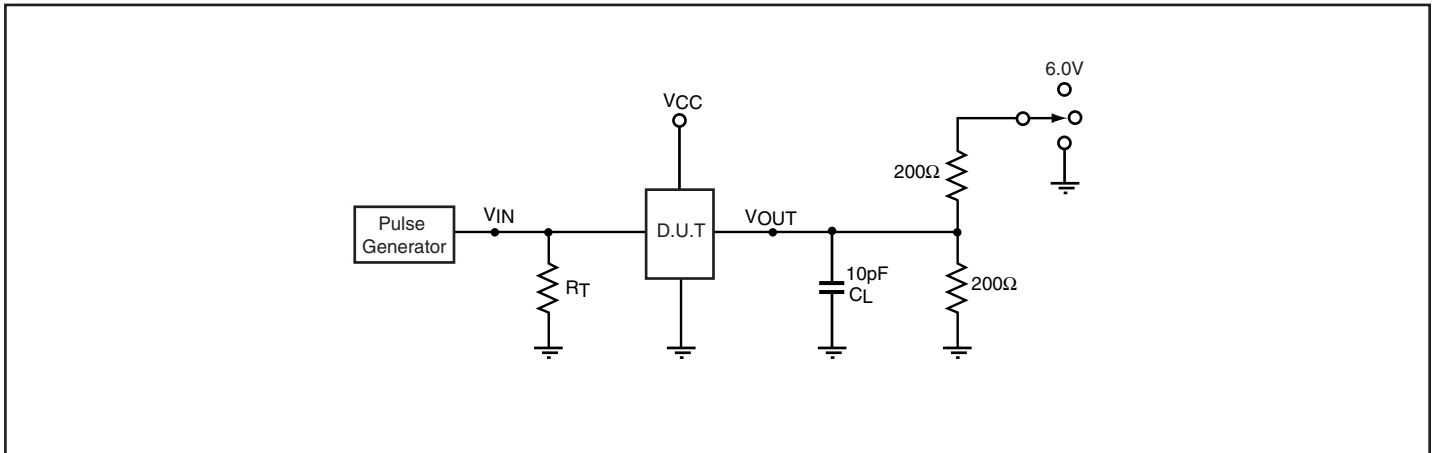 6.0V
VCC
200Ω
Pulse
Generator
VIN
D.U.T
VOUT
RT
10pF
CL
200Ω